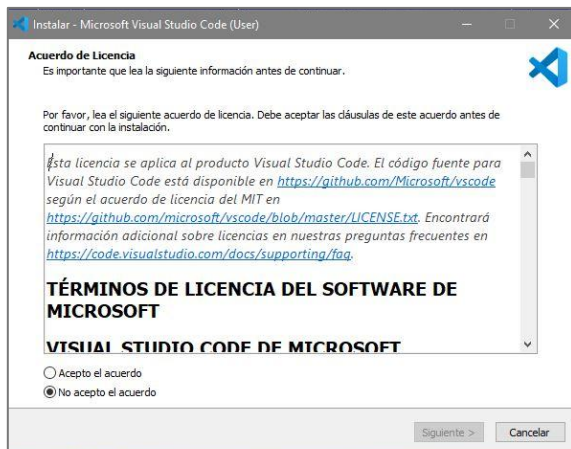 Instalar - Microsoft Visual Studio Code (User)
Acuerdo de Licencia
Es importante que lea la siguiente información antes de continuar.
Por favor, lea el siguiente acuerdo de licencia. Debe aceptar las cláusulas de este acuerdo antes de
continuar con la instalación.
Esta licencia se aplica al producto Visual Studio Code. El código fuente para
Visual Studio Code está disponible en https://github.com/Microsoft/vscode
según el acuerdo de licencia del MIT en
https://github.com/microsoft/vscode/blob/master/LICENSE.txt. Encontrará
información adicional sobre licencias en nuestras preguntas frecuentes en
https://code.visualstudio.com/docs/supporting/faq.
TÉRMINOS DE LICENCIA DEL SOFTWARE DE
MICROSOFT
VISUAL STUDIO CODE DE MICROSOFT
Acepto el acuerdo
No acepto el acuerdo
Siguiente >
Cancelar